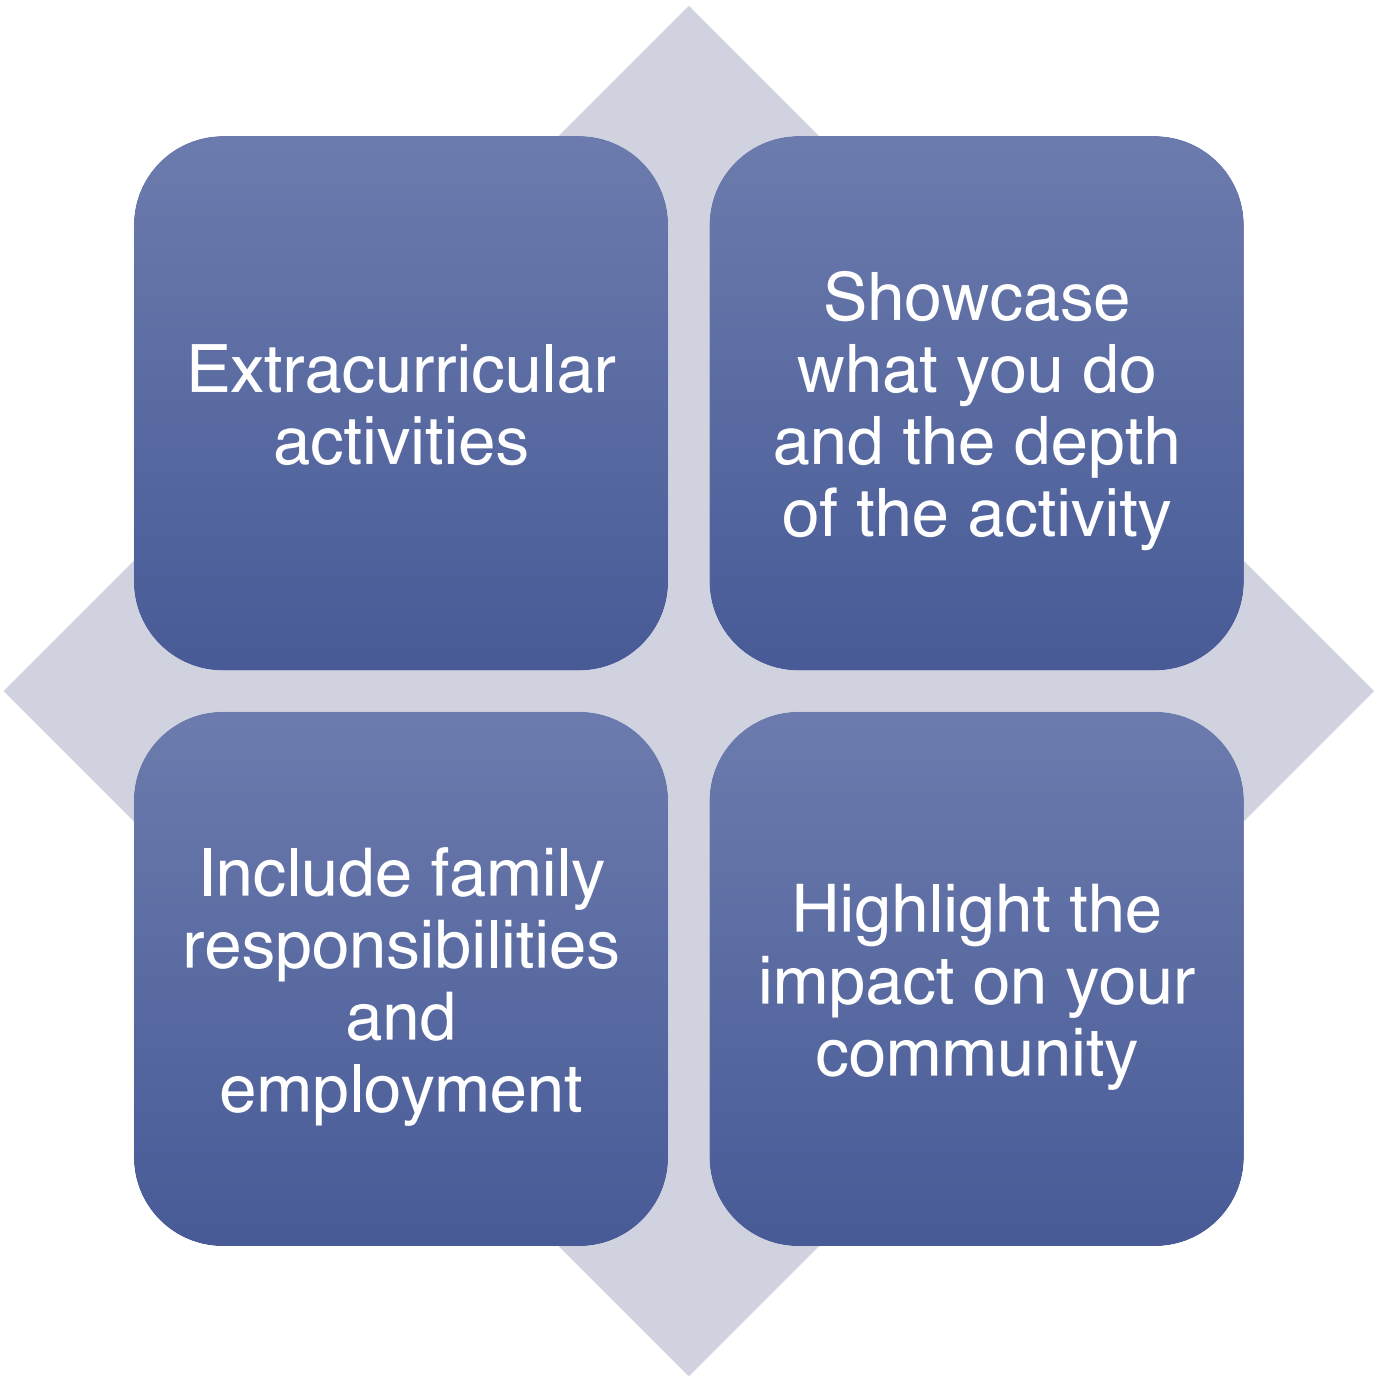 Extracurricular
activities
Showcase
what you do
and the depth
of the activity
Include family
responsibilities
and
employment
Highlight the
impact on your
community